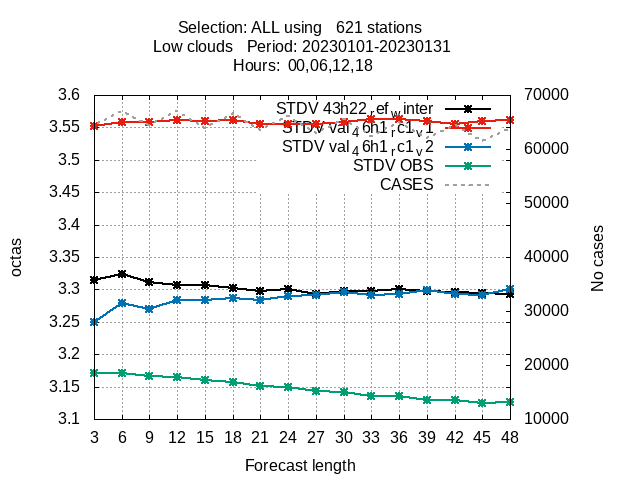 Selection: ALL using   621 stations
Low clouds   Period: 20230101-20230131
Hours:  00,06,12,18
3.6
3.55
3.5
3.45
3.4
3.35
3.3
3.25
3.2
3.15
3.1
octas
70000
60000
50000
40000
30000
20000
10000
No cases
STDV 43h22_ref_winter
STDV val_46h1_rc1_v1
STDV val_46h1_rc1_v2
STDV OBS
CASES
3 6 9 12 15 18 21 24 27 30 33 36 39 42 45 48
Forecast length